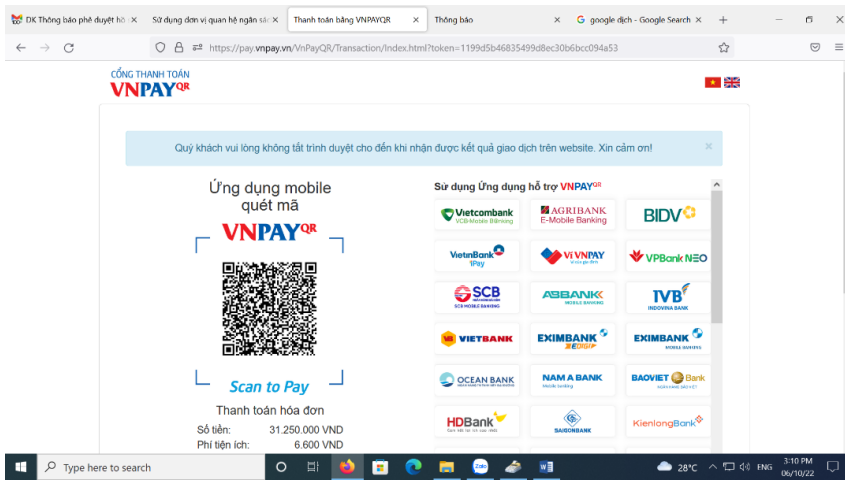 DK Thông báo phê duyệt hồ
Sử dụng đơn vị quan hệ ngân sác
Thanh toán bằng VNPAYQR
Thông báo
google dịch - Google Search
https://pay.vnpay.vn/VnPayQR/Transaction/Index.html?token=1199d5b46835499d8ec30b6bcc094a53
CỔNG THANH TOÁN
VNPAYQR
Quý khách vui lòng không tắt trình duyệt cho đến khi nhận được kết quả giao dịch trên website. Xin cảm ơn!
Ứng dụng mobile
quét mã
VNPAYQR
Scan to Pay
Thanh toán hóa đơn
Số tiền: 31.250.000 VND
Phí tiện ích: 6.600 VND
Sử dụng Ứng dụng hỗ trợ VNPAYQR
Vietcombank
VCB-Mobile B@nking
AGRIBANK
E-Mobile Banking
BIDV
VietinBank
iPay
Ví VNPAY
VPBank NEO
SCB
SCB MOBILE BANKING
ABBANK
MOBILE BANKING
IVB
INDOVINA BANK
VIETBANK
EXIMBANK
EDIGI
EXIMBANK
MOBILE BANKING
OCEAN BANK
NAM A BANK
Mobile banking
BAOVIET Bank
HDBank
SAIGONBANK
KienlongBank
Type here to search
Zalo
28°C
ENG
3:10 PM
06/10/22